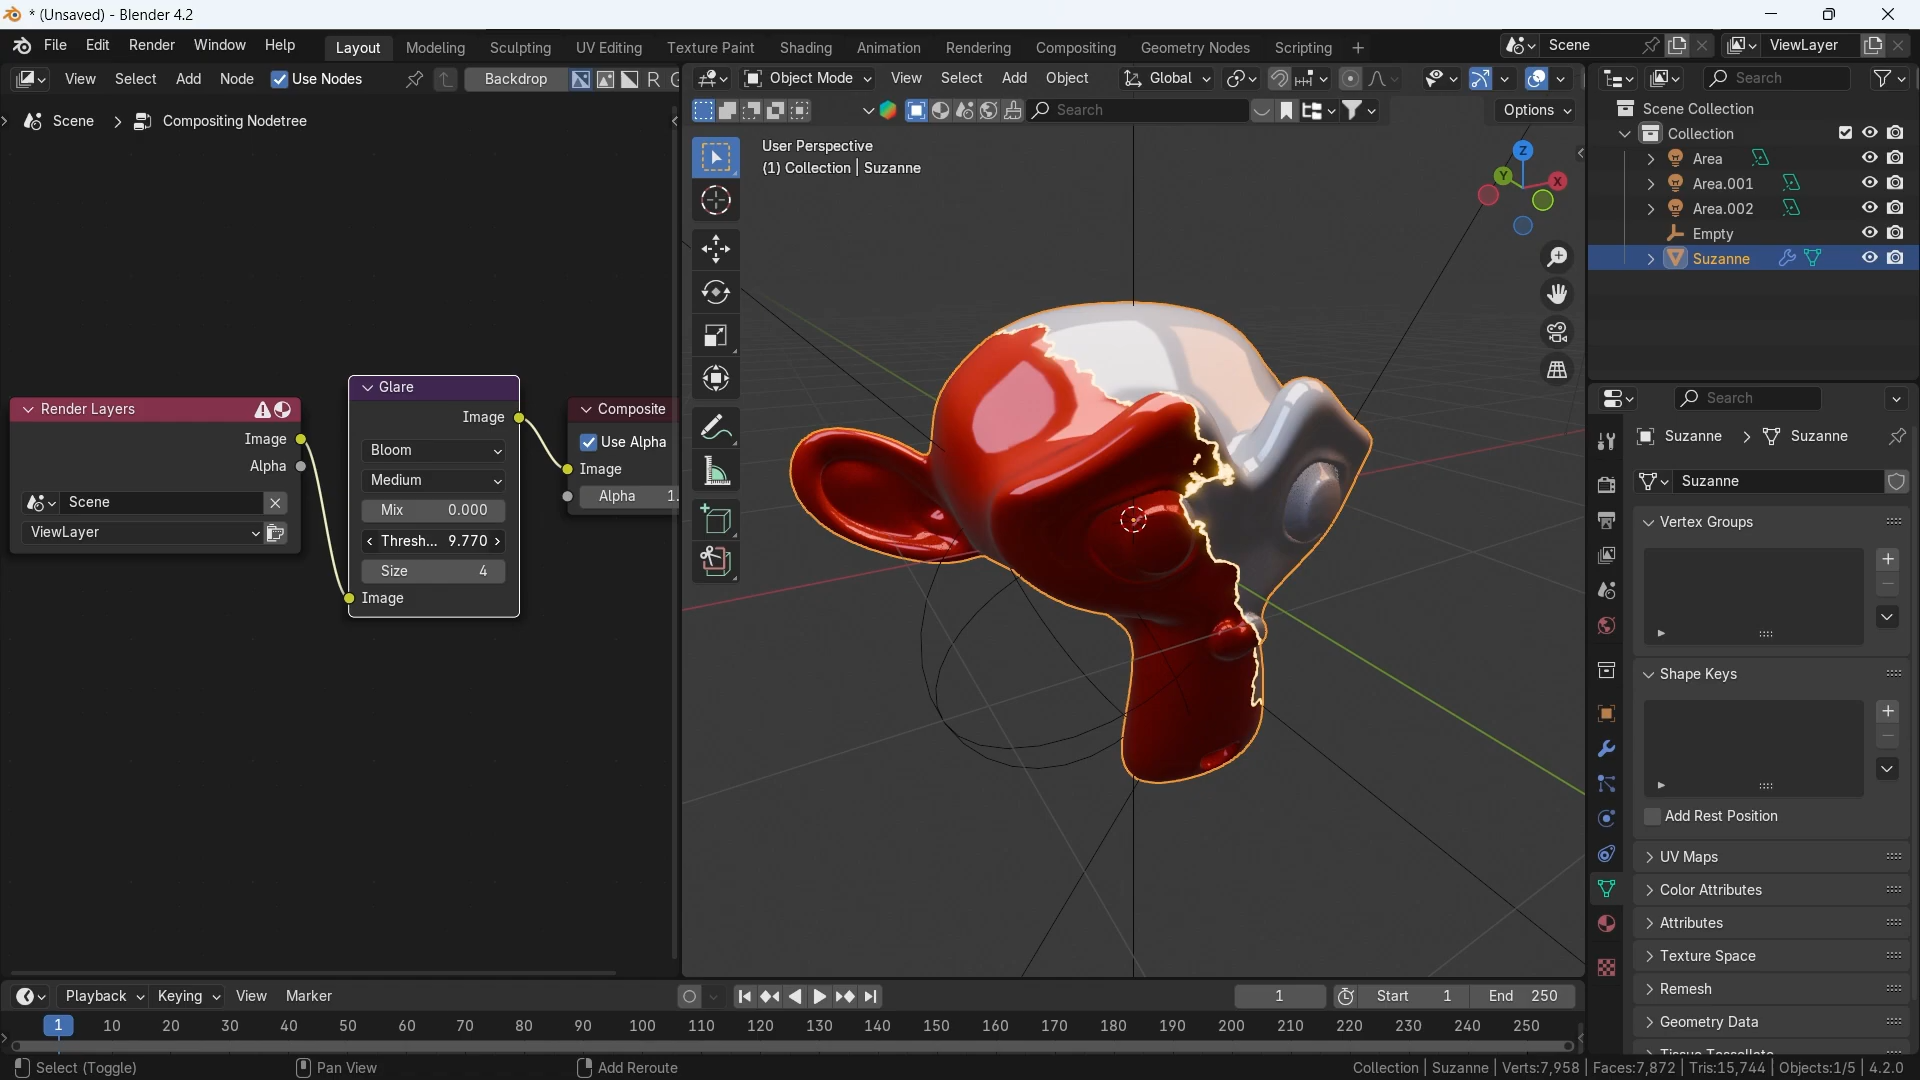 * (Unsaved) - Blender 4.2
File Edit Render Window Help Layout Modeling Sculpting UV Editing Texture Paint Shading Animation Rendering Compositing Geometry Nodes Scripting + Scene ViewLayer
View Select Add Node Use Nodes Backdrop R
Object Mode View Select Add Object Global
Search Options
Scene > Compositing Nodetree
User Perspective
(1) Collection | Suzanne
Z
Y
X
Glare
Image
Bloom
Medium
Mix 0.000
Thresh... 9.770
Size 4
Image
Render Layers
Image
Alpha
Scene
ViewLayer
Composite
Use Alpha
Image
Alpha 1.
Search
Scene Collection
Collection
Area
Area.001
Area.002
Empty
Suzanne
Search
Suzanne > Suzanne
Suzanne
Vertex Groups
Shape Keys
Add Rest Position
UV Maps
Color Attributes
Attributes
Texture Space
Remesh
Geometry Data
Tissue Tessellate
Playback Keying View Marker 1 Start 1 End 250
1 10 20 30 40 50 60 70 80 90 100 110 120 130 140 150 160 170 180 190 200 210 220 230 240 250
Select (Toggle) Pan View Add Reroute Collection | Suzanne | Verts:7,958 | Faces:7,872 | Tris:15,744 | Objects:1/5 | 4.2.0